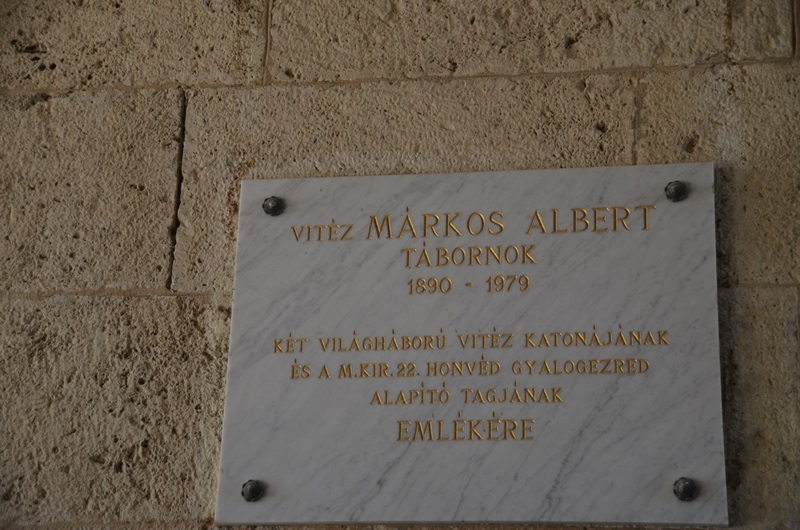 VITÉZ MÁRKOS ALBERT
TÁBORNOK
1890 - 1979
KÉT VILÁGHÁBORÚ VITÉZ KATONÁJÁNAK
ÉS A M.KIR.22. HONVÉD GYALOGEZRED
ALAPÍTÓ TAGJÁNAK
EMLÉKÉRE